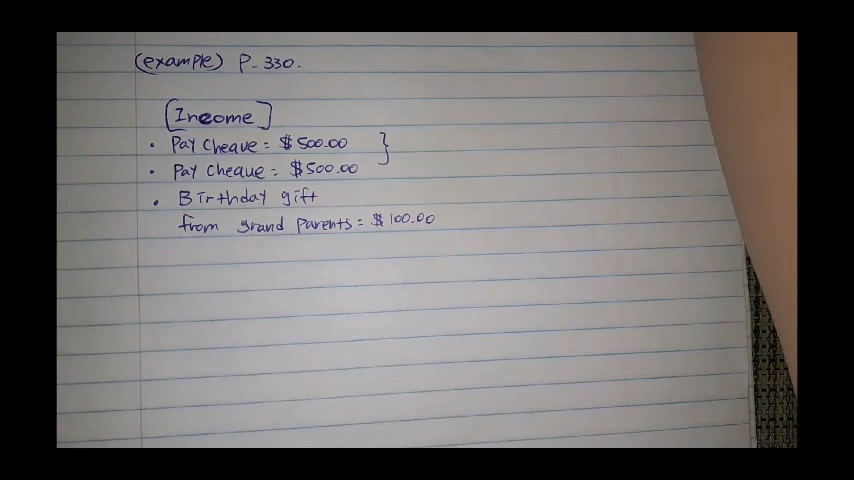 (example) P. 330.
[Income]
• Pay Cheque = $500.00 }
• Pay Cheque = $500.00
• Birthday gift
from grand parents = $100.00